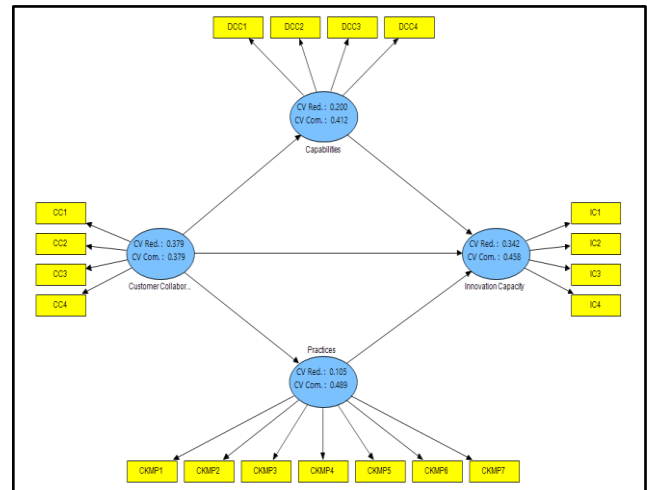 DCC1 DCC2 DCC3 DCC4
CV Red. : 0.200
CV Com. : 0.412
Capabilities
CC1
CC2
CC3
CC4
CV Red. : 0.379
CV Com. : 0.379
Customer Collabor...
CV Red. : 0.342
CV Com. : 0.458
Innovation Capacity
IC1
IC2
IC3
IC4
Practices
CV Red. : 0.105
CV Com. : 0.489
CKMP1 CKMP2 CKMP3 CKMP4 CKMP5 CKMP6 CKMP7